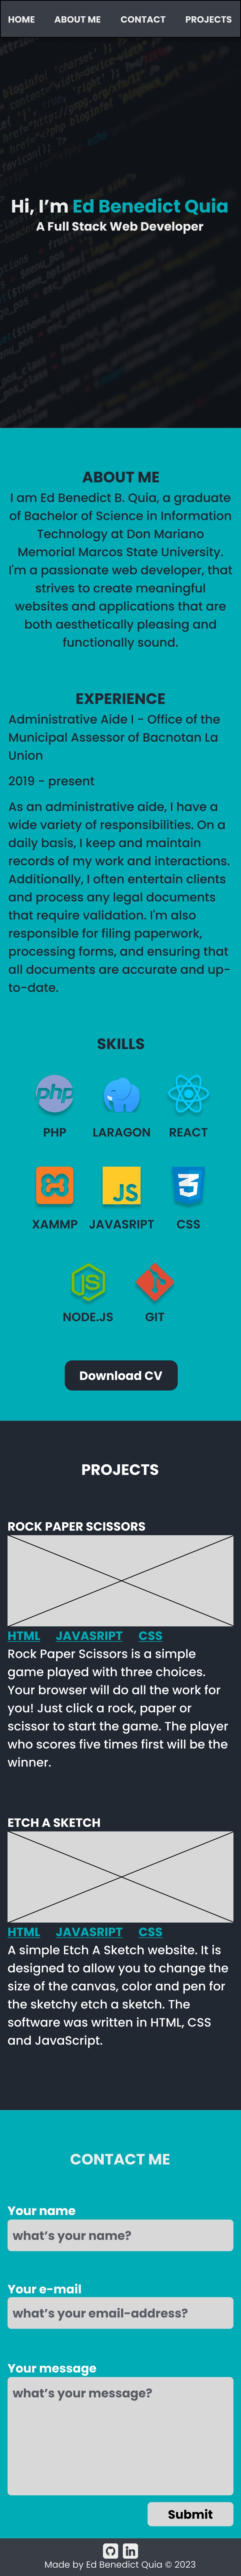 HOME ABOUT ME CONTACT PROJECTS
Hi, I’m Ed Benedict Quia
A Full Stack Web Developer
ABOUT ME
I am Ed Benedict B. Quia, a graduate
of Bachelor of Science in Information
Technology at Don Mariano
Memorial Marcos State University.
I'm a passionate web developer, that
strives to create meaningful
websites and applications that are
both aesthetically pleasing and
functionally sound.
EXPERIENCE
Administrative Aide I - Office of the
Municipal Assessor of Bacnotan La
Union
2019 - present
As an administrative aide, I have a
wide variety of responsibilities. On a
daily basis, I keep and maintain
records of my work and interactions.
Additionally, I often entertain clients
and process any legal documents
that require validation. I'm also
responsible for filing paperwork,
processing forms, and ensuring that
all documents are accurate and up-
to-date.
SKILLS
php
PHP LARAGON REACT
JS
XAMMP JAVASRIPT CSS
JS
NODE.JS GIT
Download CV
PROJECTS
ROCK PAPER SCISSORS
HTML JAVASRIPT CSS
Rock Paper Scissors is a simple
game played with three choices.
Your browser will do all the work for
you! Just click a rock, paper or
scissor to start the game. The player
who scores five times first will be the
winner.
ETCH A SKETCH
HTML JAVASRIPT CSS
A simple Etch A Sketch website. It is
designed to allow you to change the
size of the canvas, color and pen for
the sketchy etch a sketch. The
software was written in HTML, CSS
and JavaScript.
CONTACT ME
Your name
what’s your name?
Your e-mail
what’s your email-address?
Your message
what’s your message?
Submit
in
Made by Ed Benedict Quia © 2023